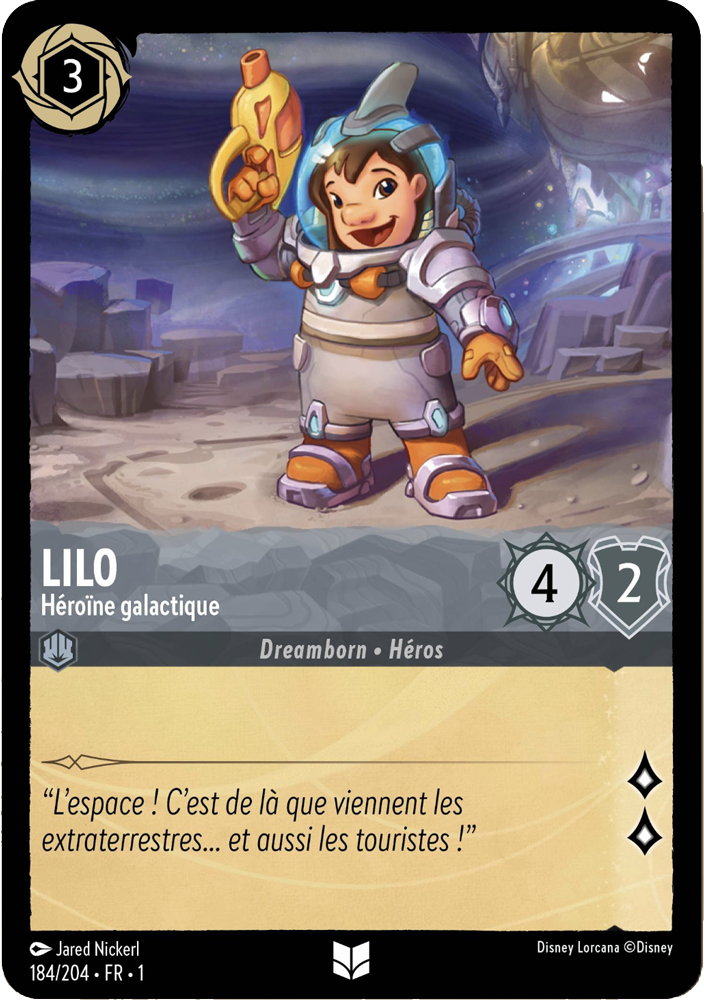 3
LILO
Héroïne galactique
4
2
Dreamborn • Héros
“L’espace ! C’est de là que viennent les
extraterrestres... et aussi les touristes !”
Jared Nickerl
Disney Lorcana ©Disney
184/204 • FR • 1